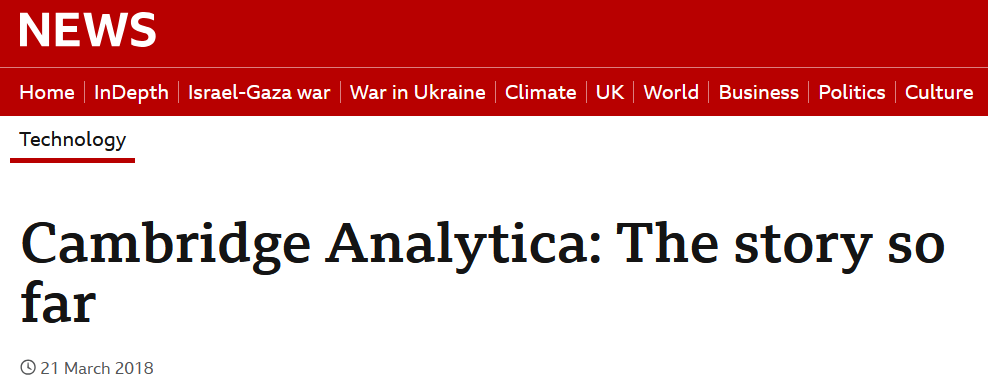 NEWS
Home InDepth Israel-Gaza war War in Ukraine Climate UK World Business Politics Culture
Technology
Cambridge Analytica: The story so
far
21 March 2018